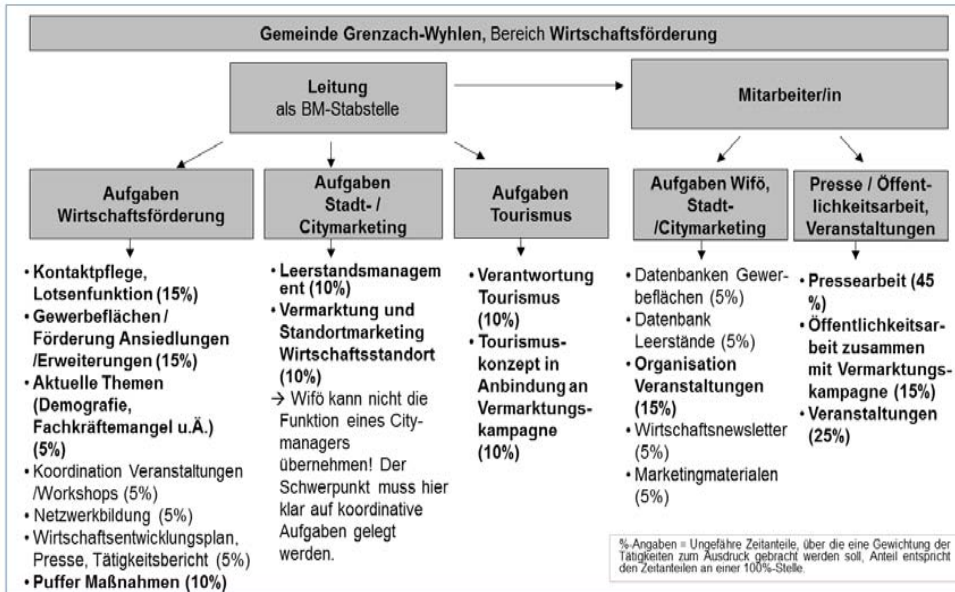 Gemeinde Grenzach-Wyhlen, Bereich Wirtschaftsförderung
Leitung
als BM-Stabstelle
Mitarbeiter/in
Aufgaben
Wirtschaftsförderung
Aufgaben
Stadt- /
Citymarketing
Aufgaben
Tourismus
Aufgaben Wifö,
Stadt-
/Citymarketing
Presse / Öffent-
lichkeitsarbeit,
Veranstaltungen
• Kontaktpflege,
Lotsenfunktion (15%)
• Gewerbeflächen /
Förderung Ansiedlungen
/Erweiterungen (15%)
• Aktuelle Themen
(Demografie,
Fachkräftemangel u.Ä.)
(5%)
• Koordination Veranstaltungen
/Workshops (5%)
• Netzwerkbildung (5%)
• Wirtschaftsentwicklungsplan,
Presse, Tätigkeitsbericht (5%)
• Puffer Maßnahmen (10%)
• Leerstandsmanagem
ent (10%)
• Vermarktung und
Standortmarketing
Wirtschaftsstandort
(10%)
→ Wifö kann nicht die
Funktion eines City-
managers
übernehmen! Der
Schwerpunkt muss hier
klar auf koordinative
Aufgaben gelegt
werden.
• Verantwortung
Tourismus
(10%)
• Tourismus-
konzept in
Anbindung an
Vermarktungs-
kampagne
(10%)
• Datenbanken Gewer-
beflächen (5%)
• Datenbank
Leerstände (5%)
• Organisation
Veranstaltungen
(15%)
• Wirtschaftsnewsletter
(5%)
• Marketingmaterialen
(5%)
• Pressearbeit (45
%)
• Öffentlichkeitsar-
beit zusammen
mit Vermarktungs-
kampagne (15%)
• Veranstaltungen
(25%)
%-Angaben = Ungefähre Zeitanteile, über die eine Gewichtung der
Tätigkeiten zum Ausdruck gebracht werden soll, Anteil entspricht
den Zeitanteilen an einer 100%-Stelle.